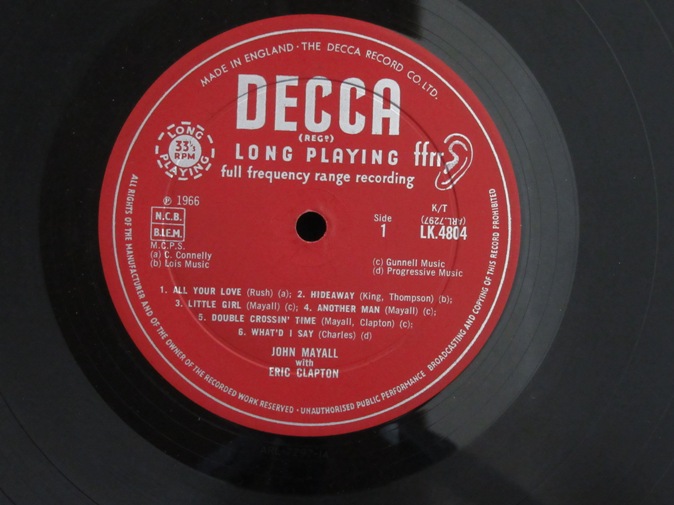 MADE IN ENGLAND · THE DECCA RECORD CO. LTD.
DECCA
(REGD)
LONG PLAYING
ffrr
full frequency range recording
LONG
33⅓
RPM
PLAYING
℗ 1966
N.C.B.
B.I.E.M.
M.C.P.S.
Side
1
K/T
(ARL.7297)
LK.4804
(a) C. Connelly
(b) Lois Music
(c) Gunnell Music
(d) Progressive Music
1. ALL YOUR LOVE (Rush) (a); 2. HIDEAWAY (King, Thompson) (b);
3. LITTLE GIRL (Mayall) (c); 4. ANOTHER MAN (Mayall) (c);
5. DOUBLE CROSSIN' TIME (Mayall, Clapton) (c);
6. WHAT'D I SAY (Charles) (d)
JOHN MAYALL
with
ERIC CLAPTON
ALL RIGHTS OF THE MANUFACTURER AND OF THE OWNER OF THE RECORDED WORK RESERVED · UNAUTHORISED PUBLIC PERFORMANCE BROADCASTING AND COPYING OF THIS RECORD PROHIBITED